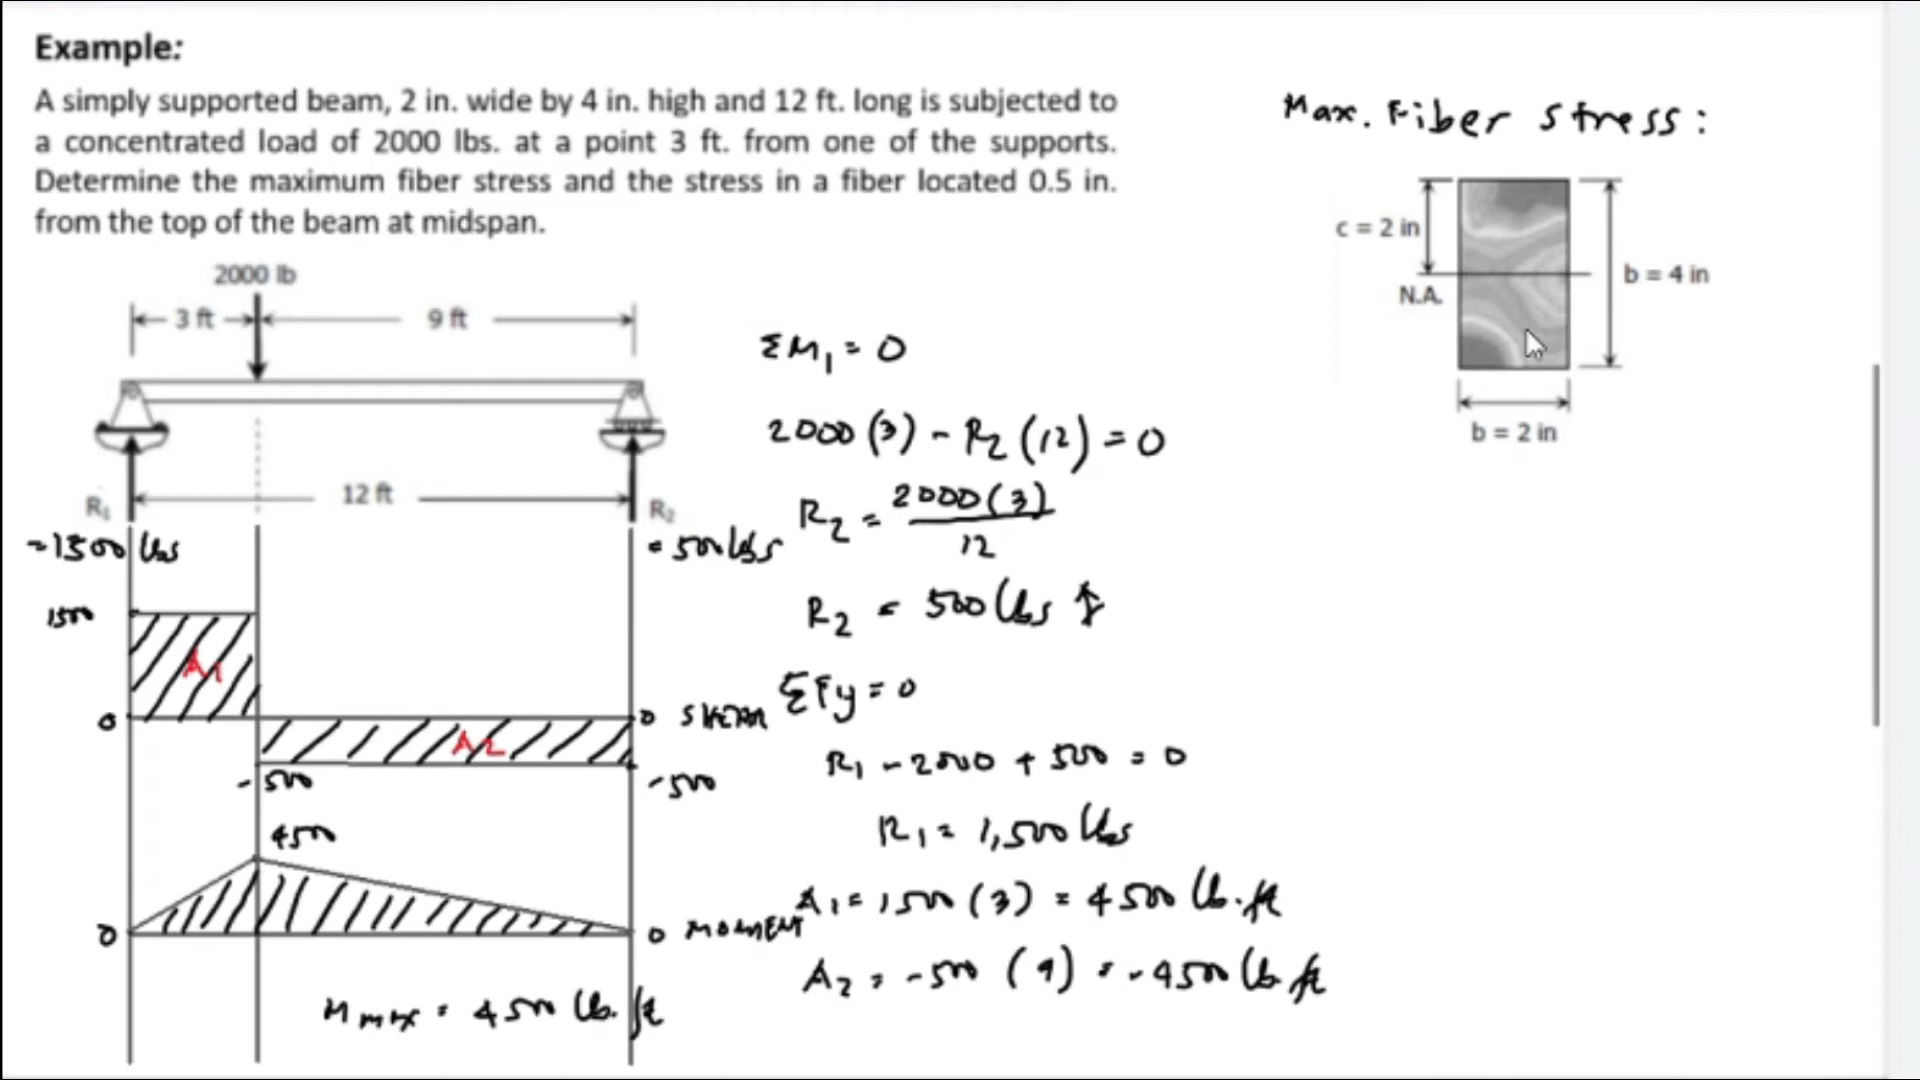 Example:
A simply supported beam, 2 in. wide by 4 in. high and 12 ft. long is subjected to
a concentrated load of 2000 lbs. at a point 3 ft. from one of the supports.
Determine the maximum fiber stress and the stress in a fiber located 0.5 in.
from the top of the beam at midspan.
2000 lb
3 ft
9 ft
R₁
12 ft
R₂
=1500 lbs
= 500 lbs
1500
A1
0
0 SHEAR
A2
-500
-500
4500
0
0 MOMENT
Mmax = 4500 lb.ft
ΣM₁ = 0
2000 (3) - R₂ (12) = 0
R₂ = 2000 (3)
12
R₂ = 500 lbs ↑
ΣFy = 0
R₁ - 2000 + 500 = 0
R₁ = 1,500 lbs
A₁ = 1500 (3) = 4500 lb.ft
A₂ = -500 (9) = -4500 lb.ft
Max. Fiber Stress:
c = 2 in
N.A.
b = 4 in
b = 2 in